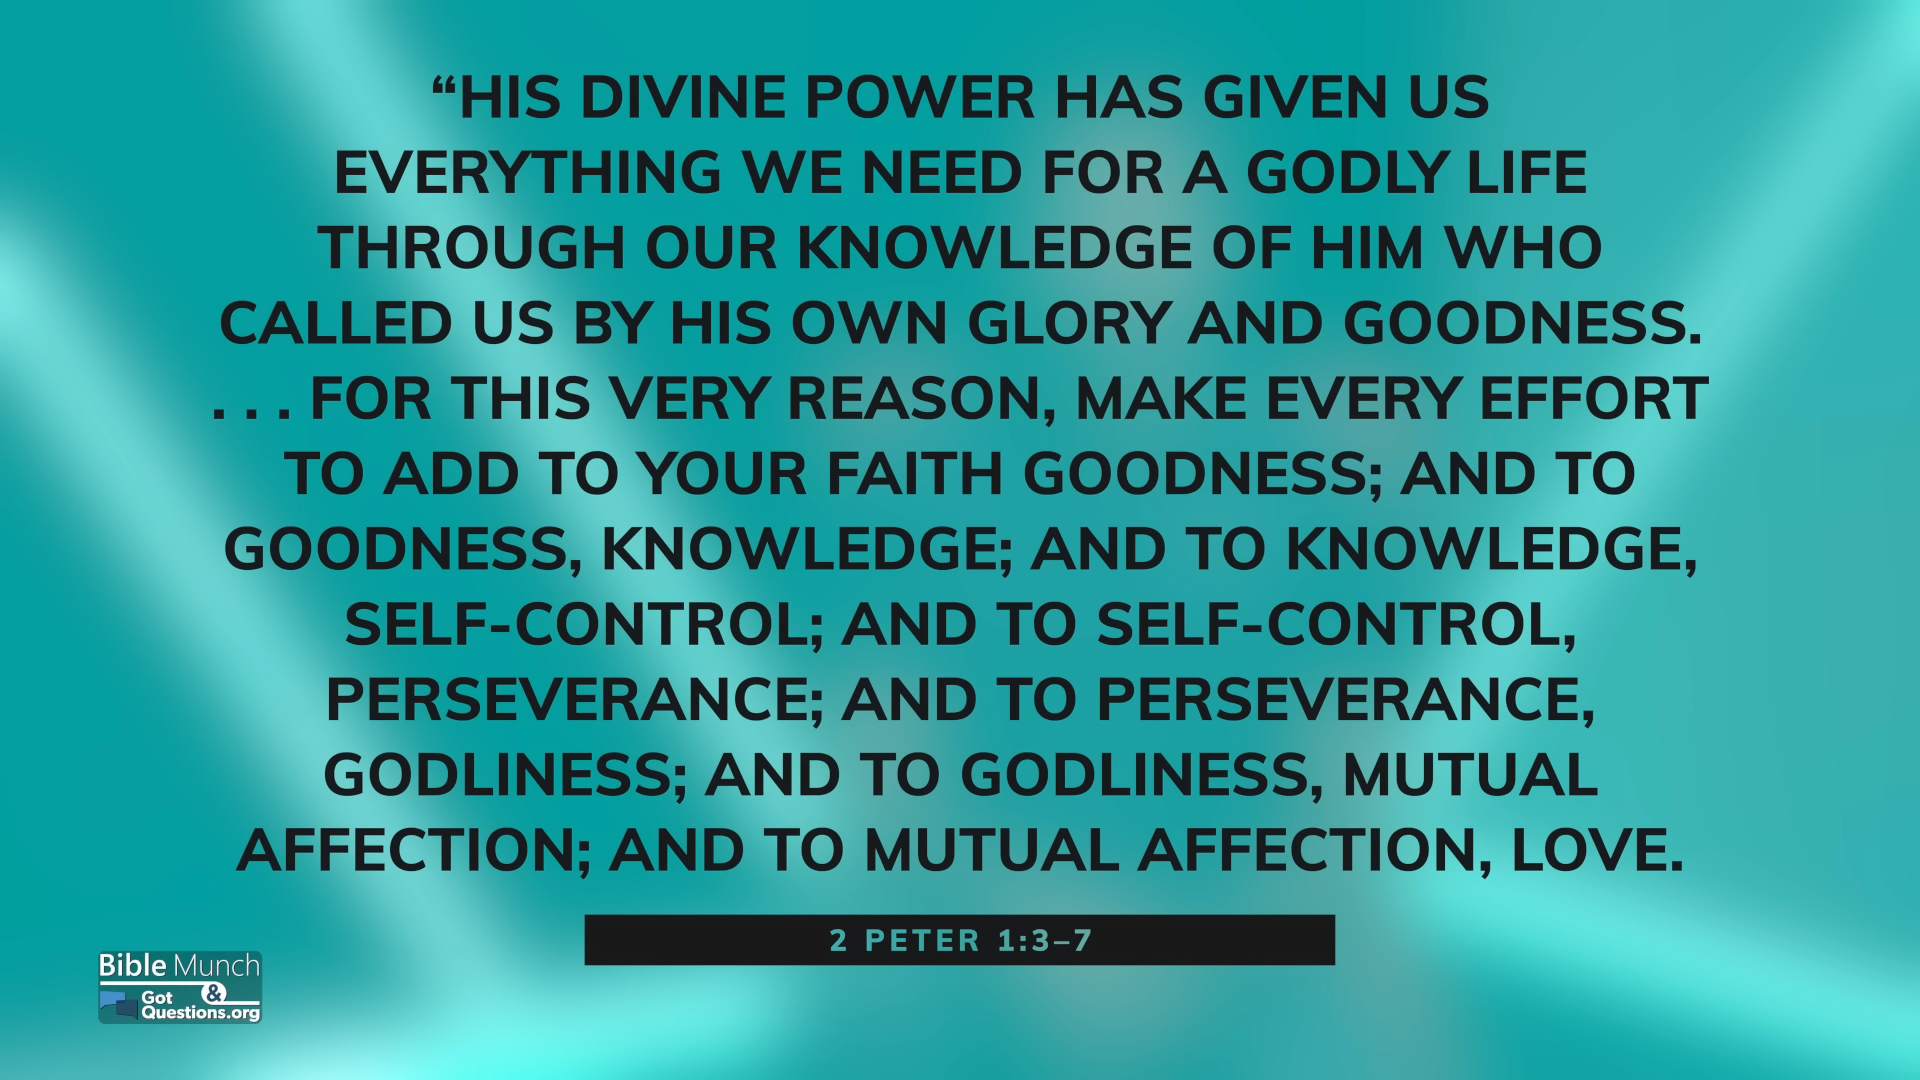 “HIS DIVINE POWER HAS GIVEN US
EVERYTHING WE NEED FOR A GODLY LIFE
THROUGH OUR KNOWLEDGE OF HIM WHO
CALLED US BY HIS OWN GLORY AND GOODNESS.
. . . FOR THIS VERY REASON, MAKE EVERY EFFORT
TO ADD TO YOUR FAITH GOODNESS; AND TO
GOODNESS, KNOWLEDGE; AND TO KNOWLEDGE,
SELF-CONTROL; AND TO SELF-CONTROL,
PERSEVERANCE; AND TO PERSEVERANCE,
GODLINESS; AND TO GODLINESS, MUTUAL
AFFECTION; AND TO MUTUAL AFFECTION, LOVE.
2 PETER 1:3–7
Bible Munch
&
Got
Questions.org